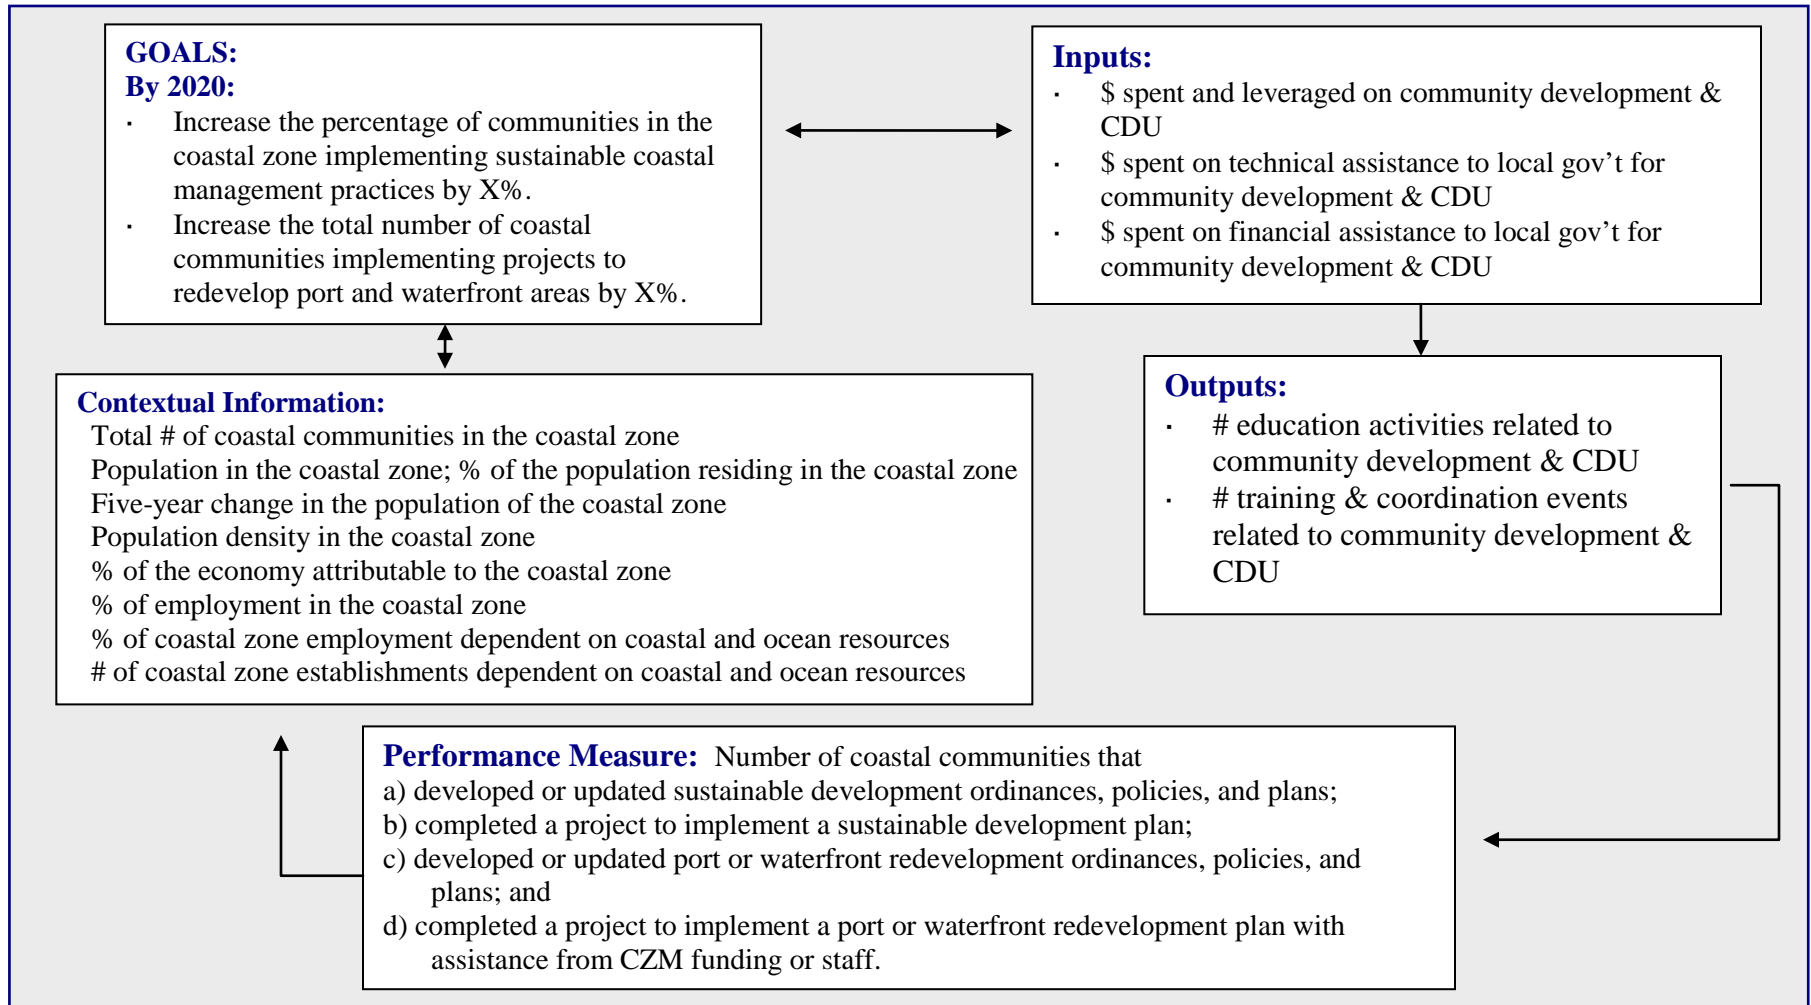 GOALS:
By 2020:
· Increase the percentage of communities in the
coastal zone implementing sustainable coastal
management practices by X%.
· Increase the total number of coastal
communities implementing projects to
redevelop port and waterfront areas by X%.
Inputs:
· $ spent and leveraged on community development &
CDU
· $ spent on technical assistance to local gov’t for
community development & CDU
· $ spent on financial assistance to local gov’t for
community development & CDU
Contextual Information:
Total # of coastal communities in the coastal zone
Population in the coastal zone; % of the population residing in the coastal zone
Five-year change in the population of the coastal zone
Population density in the coastal zone
% of the economy attributable to the coastal zone
% of employment in the coastal zone
% of coastal zone employment dependent on coastal and ocean resources
# of coastal zone establishments dependent on coastal and ocean resources
Outputs:
· # education activities related to
community development & CDU
· # training & coordination events
related to community development &
CDU
Performance Measure: Number of coastal communities that
a) developed or updated sustainable development ordinances, policies, and plans;
b) completed a project to implement a sustainable development plan;
c) developed or updated port or waterfront redevelopment ordinances, policies, and
plans; and
d) completed a project to implement a port or waterfront redevelopment plan with
assistance from CZM funding or staff.